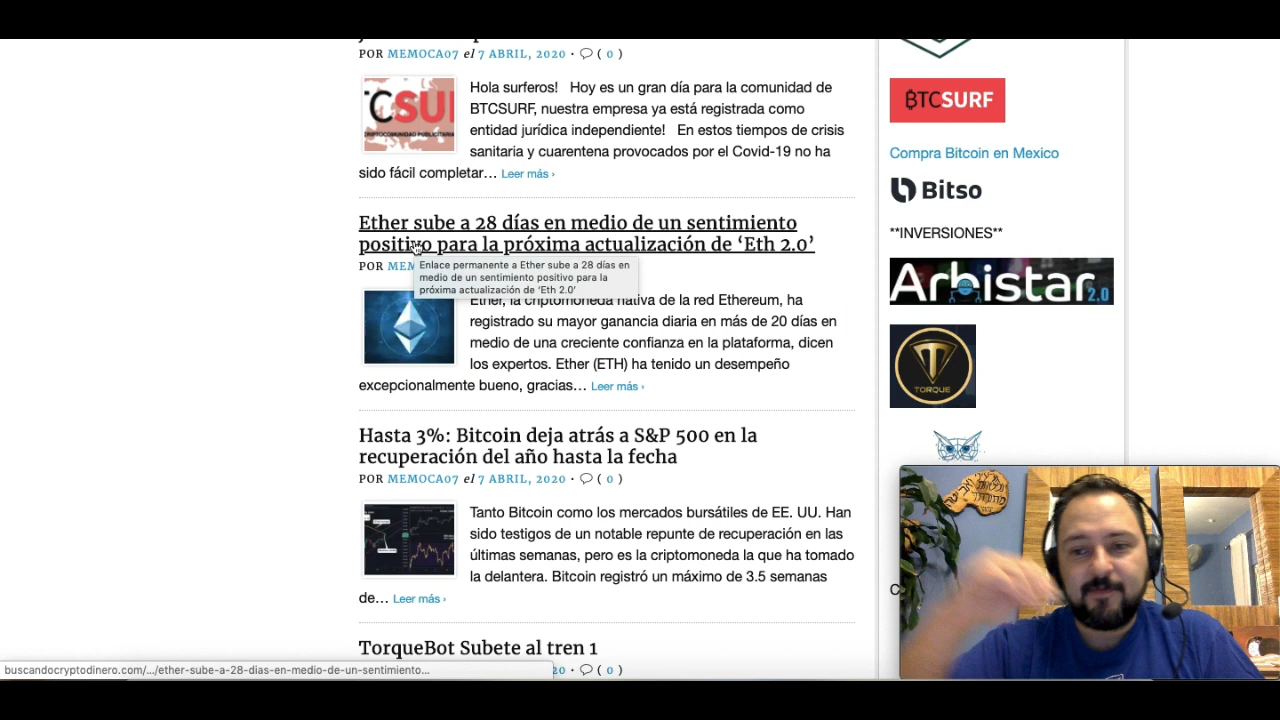 POR MEMOCA07 el 7 ABRIL, 2020 • ( 0 )
Hola surferos!   Hoy es un gran día para la comunidad de
BTCSURF, nuestra empresa ya está registrada como
entidad jurídica independiente!   En estos tiempos de crisis
sanitaria y cuarentena provocados por el Covid-19 no ha
sido fácil completar… Leer más ›
Ether sube a 28 días en medio de un sentimiento
positivo para la próxima actualización de ‘Eth 2.0’
POR MEM
Enlace permanente a Ether sube a 28 días en
medio de un sentimiento positivo para la
próxima actualización de ‘Eth 2.0’
Ether, la criptomoneda nativa de la red Ethereum, ha
registrado su mayor ganancia diaria en más de 20 días en
medio de una creciente confianza en la plataforma, dicen
los expertos. Ether (ETH) ha tenido un desempeño
excepcionalmente bueno, gracias… Leer más ›
Hasta 3%: Bitcoin deja atrás a S&P 500 en la
recuperación del año hasta la fecha
POR MEMOCA07 el 7 ABRIL, 2020 • ( 0 )
Tanto Bitcoin como los mercados bursátiles de EE. UU. Han
sido testigos de un notable repunte de recuperación en las
últimas semanas, pero es la criptomoneda la que ha tomado
la delantera. Bitcoin registró un máximo de 3.5 semanas
de… Leer más ›
TorqueBot Subete al tren 1
20 • ( 0 )
buscandocryptodinero.com/.../ether-sube-a-28-dias-en-medio-de-un-sentimiento...
TCSUI
BTCSURF
Compra Bitcoin en Mexico
Bitso
**INVERSIONES**
Arbistar 2.0
TORQUE